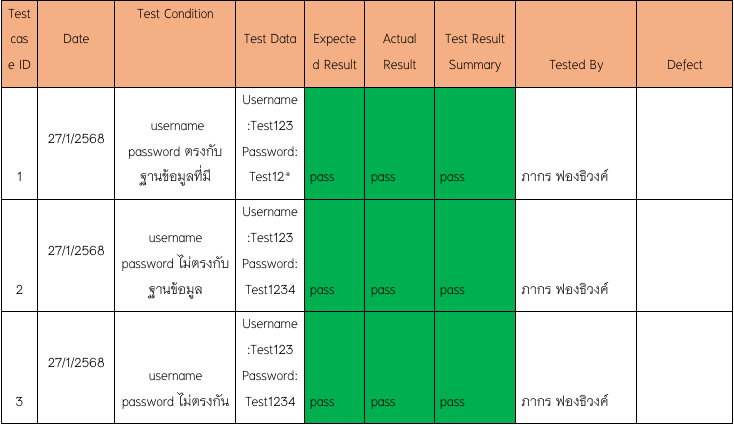 Test
cas
e ID
Date
Test Condition
Test Data
Expecte
d Result
Actual
Result
Test Result
Summary
Tested By
Defect
1
27/1/2568
username
password ตรงกับ
ฐานข้อมูลที่มี
Username
:Test123
Password:
Test12*
pass
pass
pass
ภากร ฟองธิวงค์
2
27/1/2568
username
password ไม่ตรงกับ
ฐานข้อมูล
Username
:Test123
Password:
Test1234
pass
pass
pass
ภากร ฟองธิวงค์
3
27/1/2568
username
password ไม่ตรงกัน
Username
:Test123
Password:
Test1234
pass
pass
pass
ภากร ฟองธิวงค์